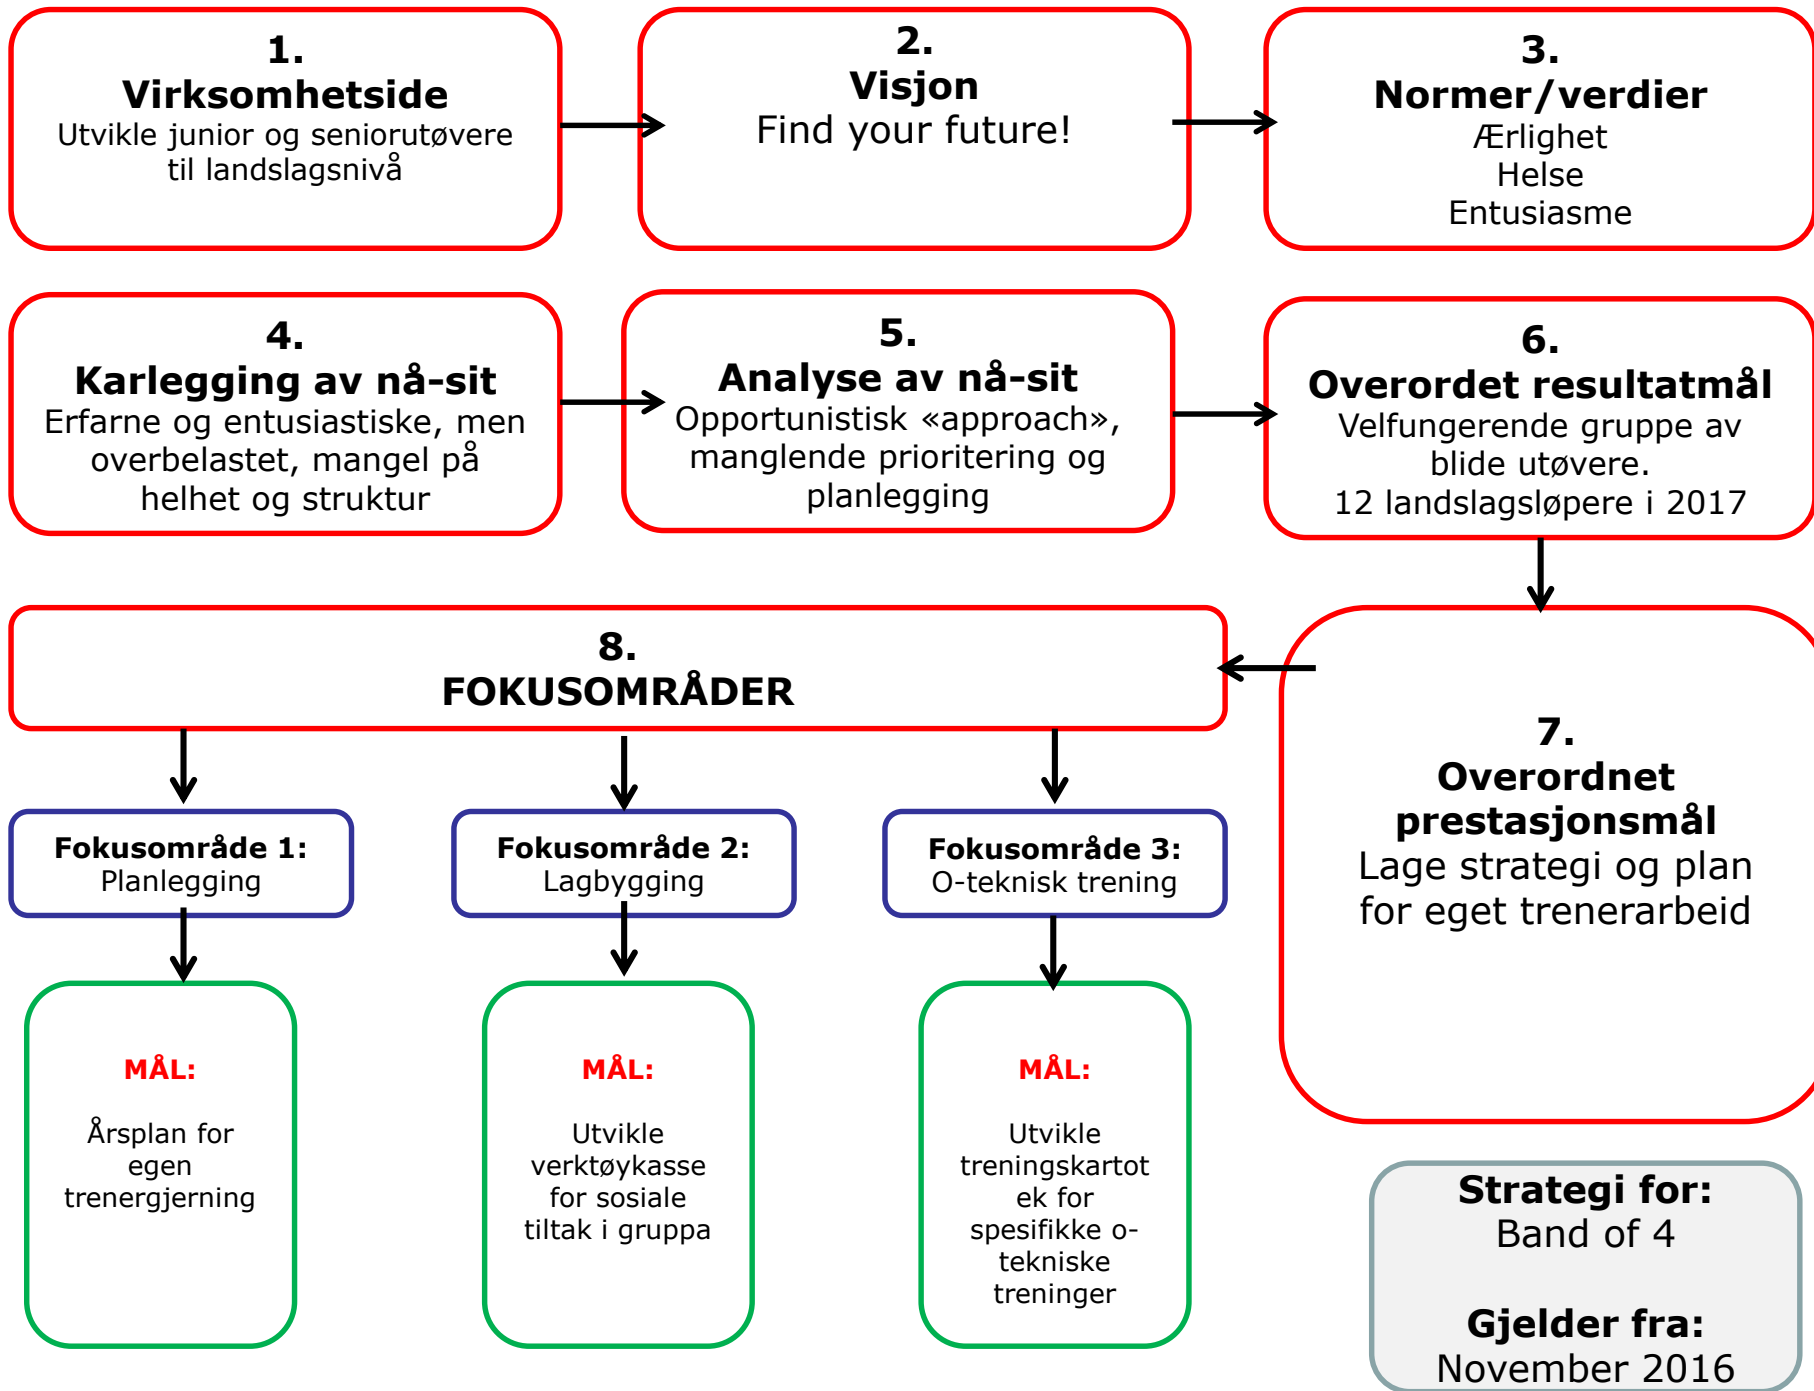 1.
Virksomhetside
Utvikle junior og seniorutøvere
til landslagsnivå
2.
Visjon
Find your future!
3.
Normer/verdier
Ærlighet
Helse
Entusiasme
4.
Karlegging av nå-sit
Erfarne og entusiastiske, men
overbelastet, mangel på
helhet og struktur
5.
Analyse av nå-sit
Opportunistisk «approach»,
manglende prioritering og
planlegging
6.
Overordet resultatmål
Velfungerende gruppe av
blide utøvere.
12 landslagsløpere i 2017
7.
Overordnet
prestasjonsmål
Lage strategi og plan
for eget trenerarbeid
8.
FOKUSOMRÅDER
Fokusområde 1:
Planlegging
Fokusområde 2:
Lagbygging
Fokusområde 3:
O-teknisk trening
MÅL:
Årsplan for
egen
trenergjerning
MÅL:
Utvikle
verktøykasse
for sosiale
tiltak i gruppa
MÅL:
Utvikle
treningskartot
ek for
spesifikke o-
tekniske
treninger
Strategi for:
Band of 4
Gjelder fra:
November 2016